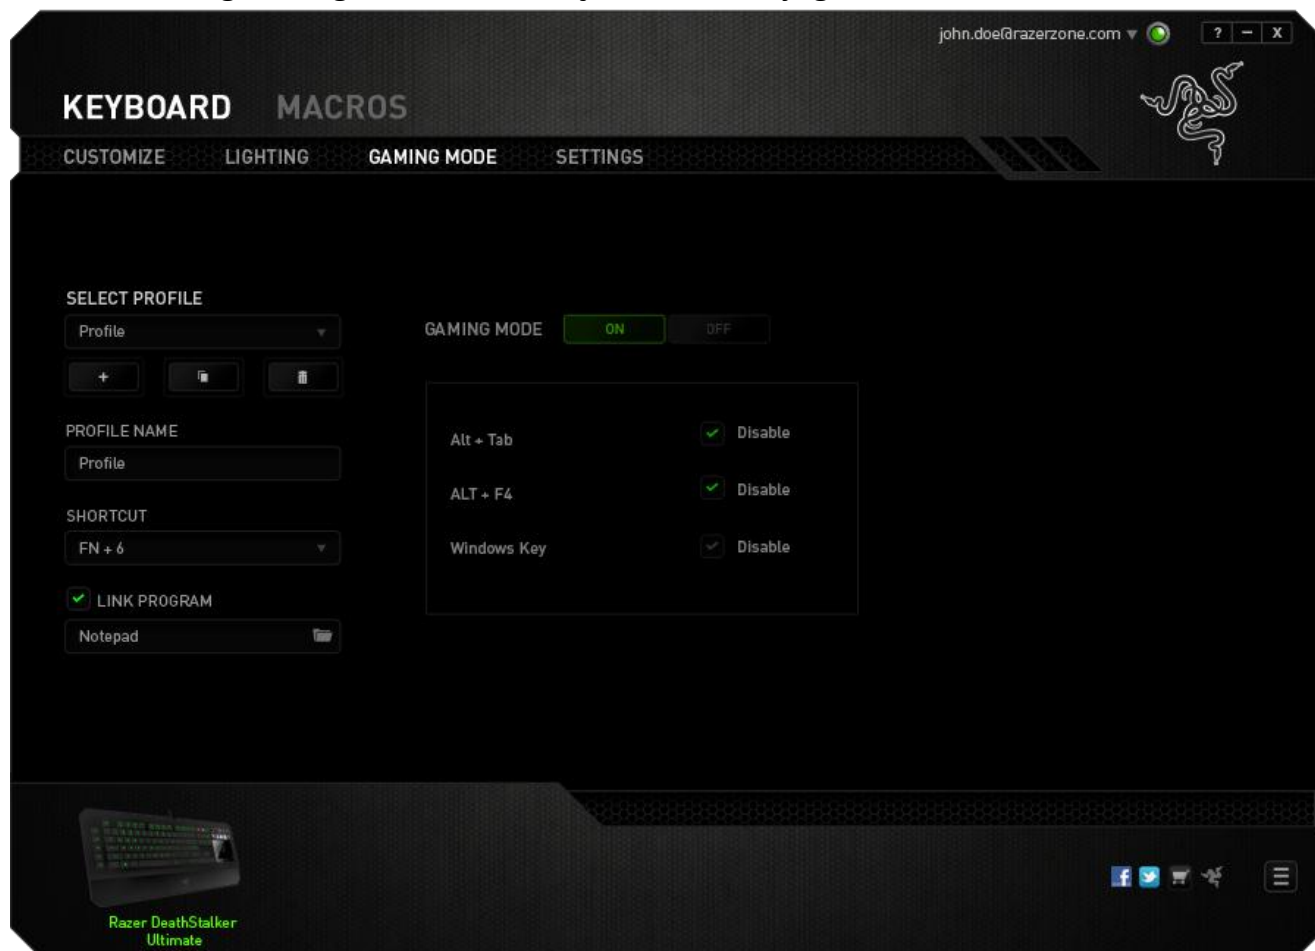 john.doe@razerzone.com
? – X
KEYBOARD MACROS
CUSTOMIZE LIGHTING GAMING MODE SETTINGS
SELECT PROFILE
Profile
GAMING MODE ON OFF
+
PROFILE NAME
Profile
Alt + Tab Disable
ALT + F4 Disable
SHORTCUT
FN + 6
Windows Key Disable
LINK PROGRAM
Notepad
Razer DeathStalker
Ultimate